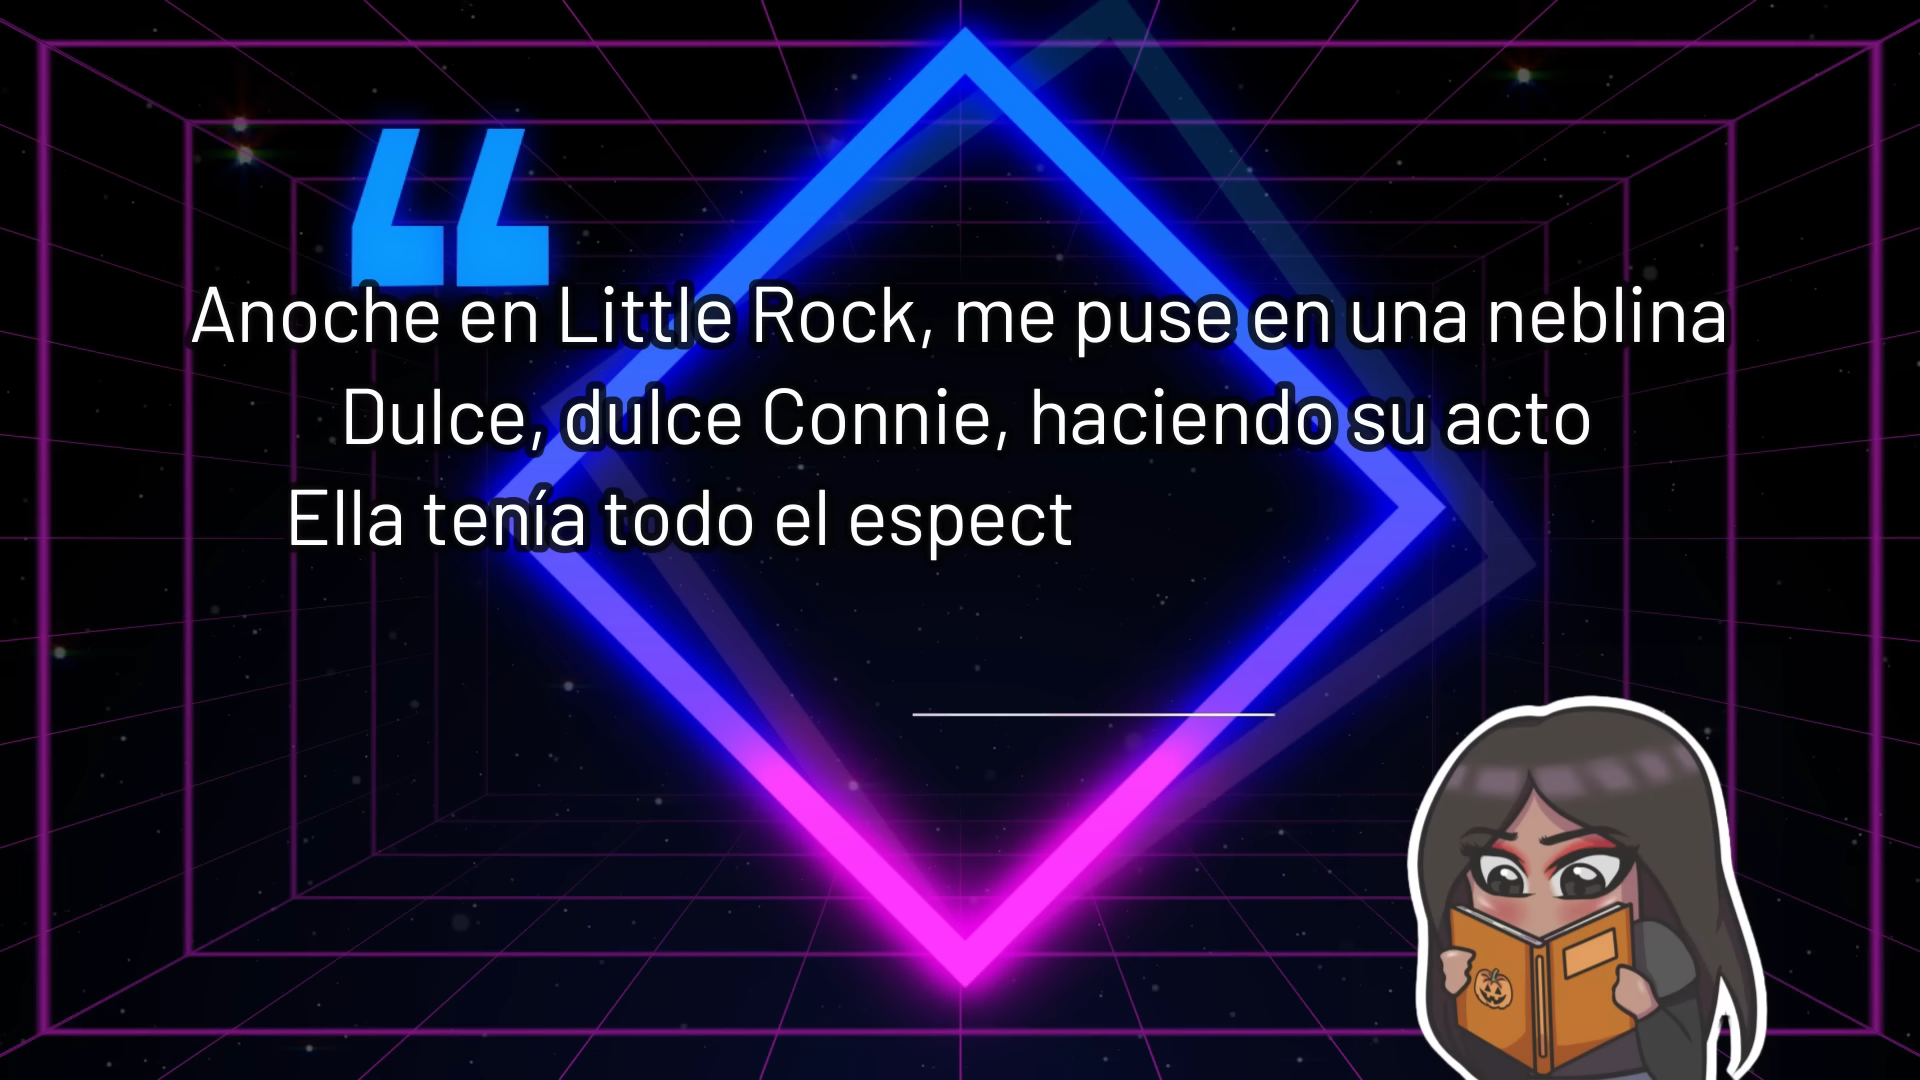 “
Anoche en Little Rock, me puse en una neblina
Dulce, dulce Connie, haciendo su acto
Ella tenía todo el espect